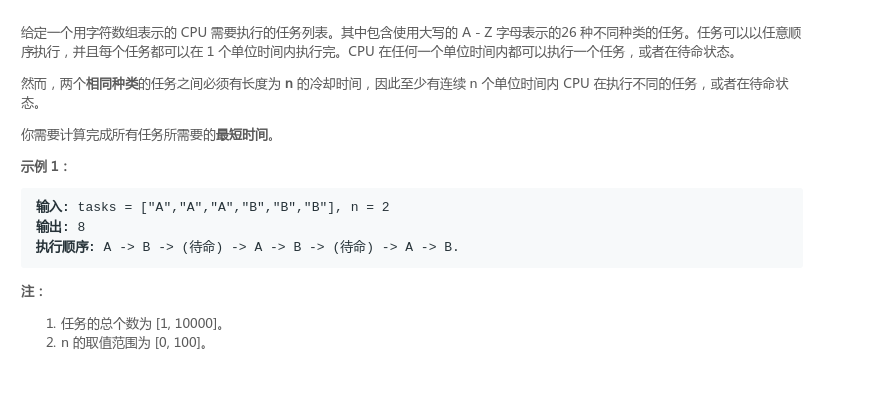 给定一个用字符数组表示的 CPU 需要执行的任务列表。其中包含使用大写的 A - Z 字母表示的26 种不同种类的任务。任务可以以任意顺
序执行，并且每个任务都可以在 1 个单位时间内执行完。CPU 在任何一个单位时间内都可以执行一个任务，或者在待命状态。
然而，两个相同种类的任务之间必须有长度为 n 的冷却时间，因此至少有连续 n 个单位时间内 CPU 在执行不同的任务，或者在待命状
态。
你需要计算完成所有任务所需要的最短时间。
示例 1：
输入: tasks = ["A","A","A","B","B","B"], n = 2
输出: 8
执行顺序: A -> B -> (待命) -> A -> B -> (待命) -> A -> B.
注：
1. 任务的总个数为 [1, 10000]。
2. n 的取值范围为 [0, 100]。